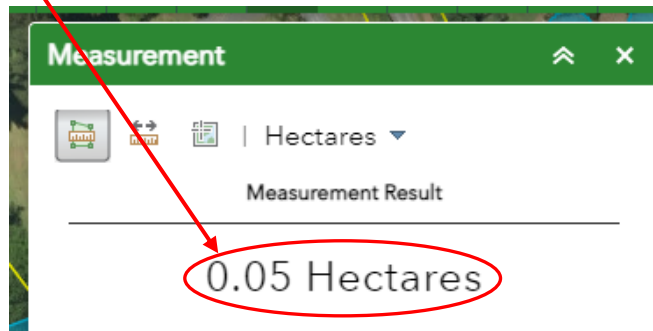 Measurement
| Hectares
Measurement Result
0.05 Hectares